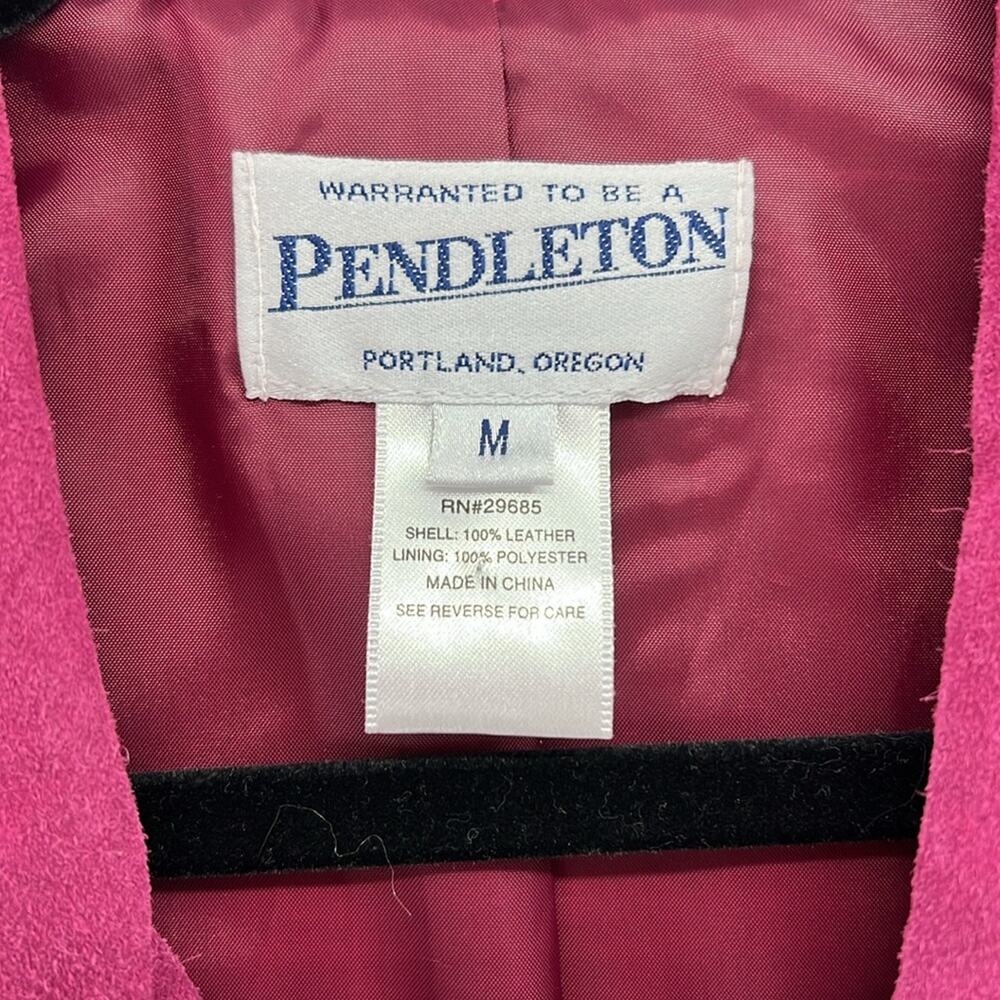 WARRANTED TO BE A
PENDLETON
PORTLAND, OREGON
M
RN#29685
SHELL: 100% LEATHER
LINING: 100% POLYESTER
MADE IN CHINA
SEE REVERSE FOR CARE